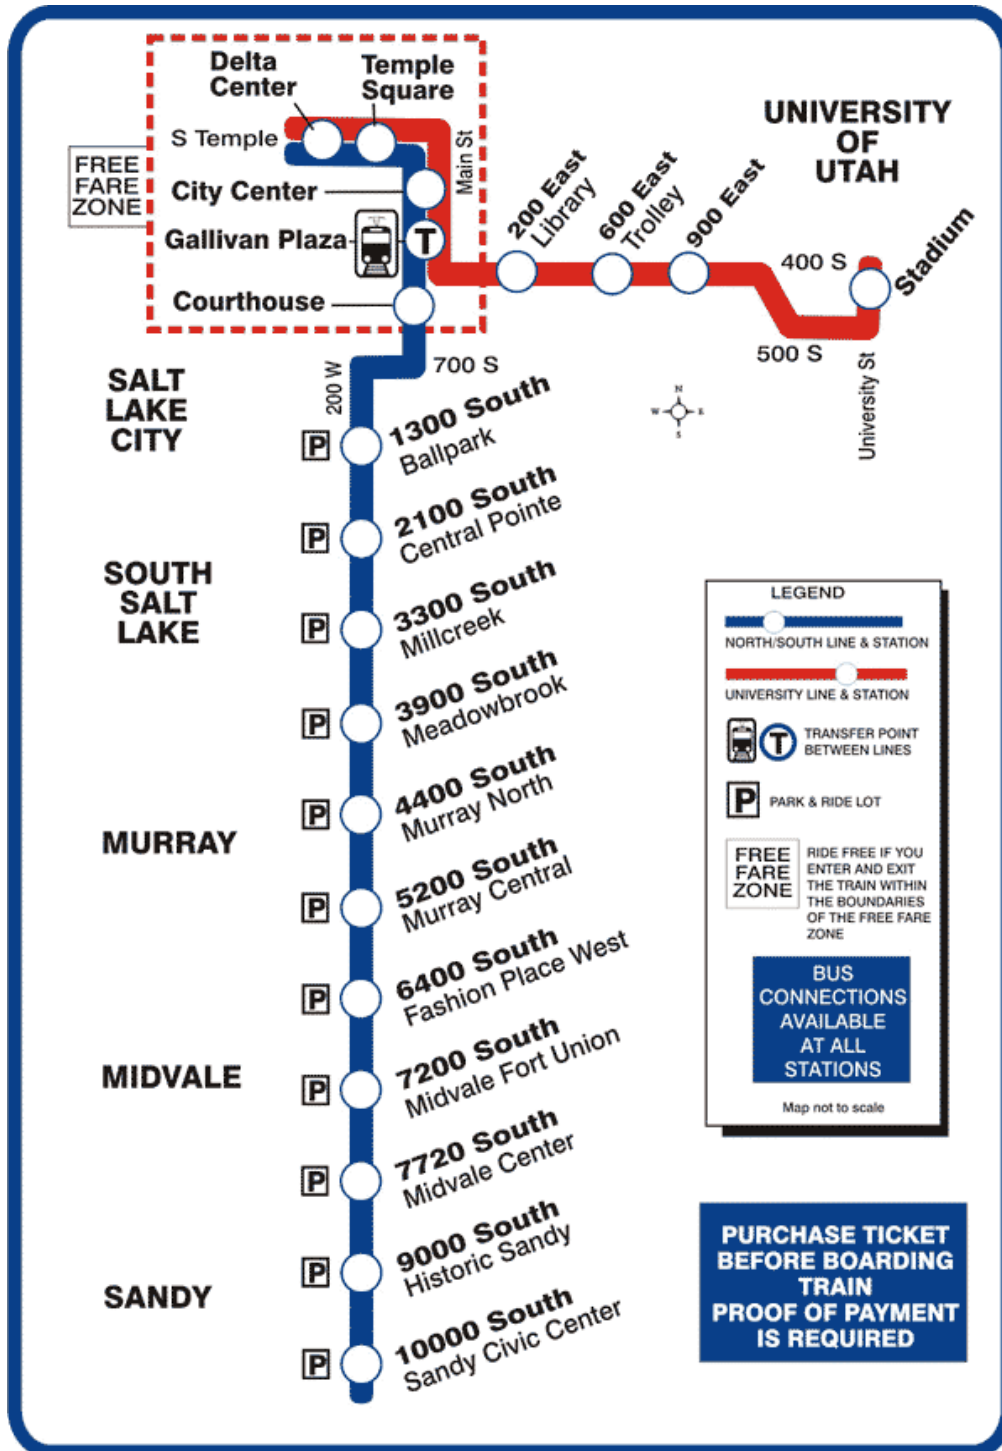 Delta
Center
Temple
Square
S Temple
Main St
FREE
FARE
ZONE
City Center
Gallivan Plaza
T
Courthouse
UNIVERSITY
OF
UTAH
200 East
Library
600 East
Trolley
900 East
400 S
Stadium
500 S
University St
700 S
200 W
N
W
E
S
SALT
LAKE
CITY
P
1300 South
Ballpark
P
2100 South
Central Pointe
SOUTH
SALT
LAKE
P
3300 South
Millcreek
P
3900 South
Meadowbrook
P
4400 South
Murray North
MURRAY
P
5200 South
Murray Central
P
6400 South
Fashion Place West
MIDVALE
P
7200 South
Midvale Fort Union
P
7720 South
Midvale Center
P
9000 South
Historic Sandy
SANDY
P
10000 South
Sandy Civic Center
LEGEND
NORTH/SOUTH LINE & STATION
UNIVERSITY LINE & STATION
T
TRANSFER POINT
BETWEEN LINES
P
PARK & RIDE LOT
FREE
FARE
ZONE
RIDE FREE IF YOU
ENTER AND EXIT
THE TRAIN WITHIN
THE BOUNDARIES
OF THE FREE FARE
ZONE
BUS
CONNECTIONS
AVAILABLE
AT ALL
STATIONS
Map not to scale
PURCHASE TICKET
BEFORE BOARDING
TRAIN
PROOF OF PAYMENT
IS REQUIRED